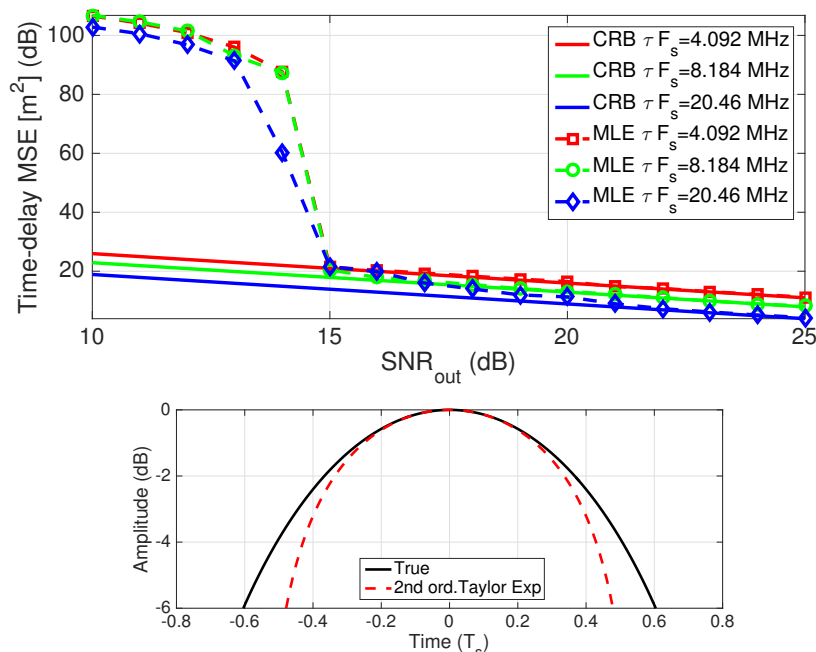 100
80
60
40
20
10
15
20
25
Time-delay MSE [m²] (dB)
SNR_out (dB)
CRB τ F_s=4.092 MHz
CRB τ F_s=8.184 MHz
CRB τ F_s=20.46 MHz
MLE τ F_s=4.092 MHz
MLE τ F_s=8.184 MHz
MLE τ F_s=20.46 MHz
0
-2
-4
-6
-0.8
-0.6
-0.4
-0.2
0
0.2
0.4
0.6
0.8
Amplitude (dB)
Time (T_s)
True
2nd ord.Taylor Exp